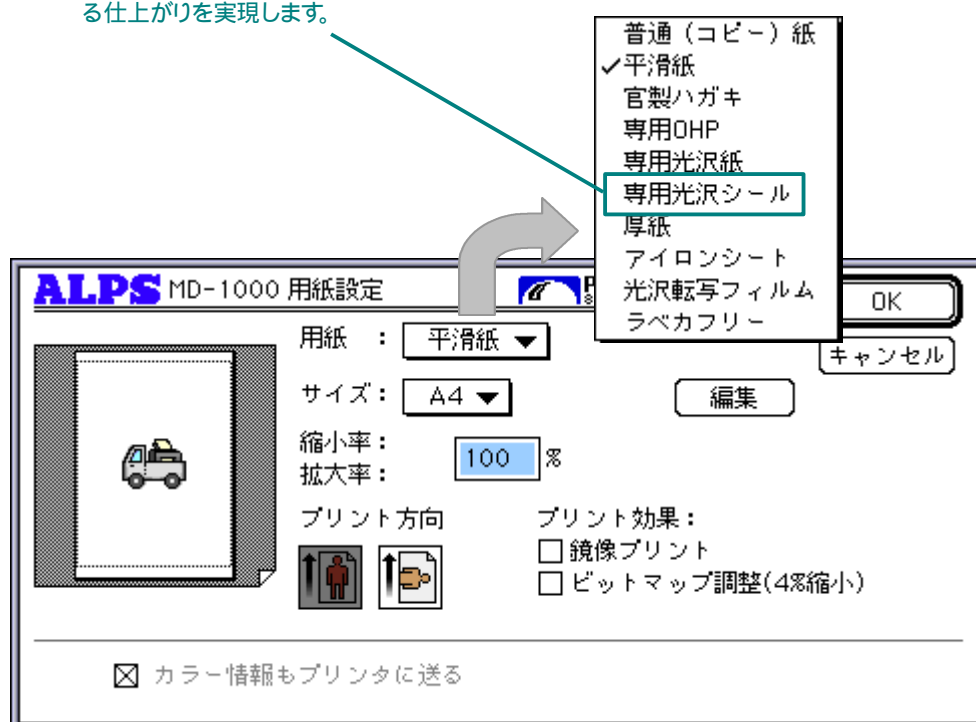 る仕上がりを実現します。
普通（コピー）紙
✓平滑紙
官製ハガキ
専用OHP
専用光沢紙
専用光沢シール
厚紙
アイロンシート
光沢転写フィルム
ラベカフリー
ALPS MD-1000 用紙設定
OK
キャンセル
用紙 : 平滑紙 ▼
サイズ : A4 ▼
編集
縮小率 :
拡大率 :
100 %
プリント方向
プリント効果 :
鏡像プリント
ビットマップ調整(4%縮小)
カラー情報もプリンタに送る